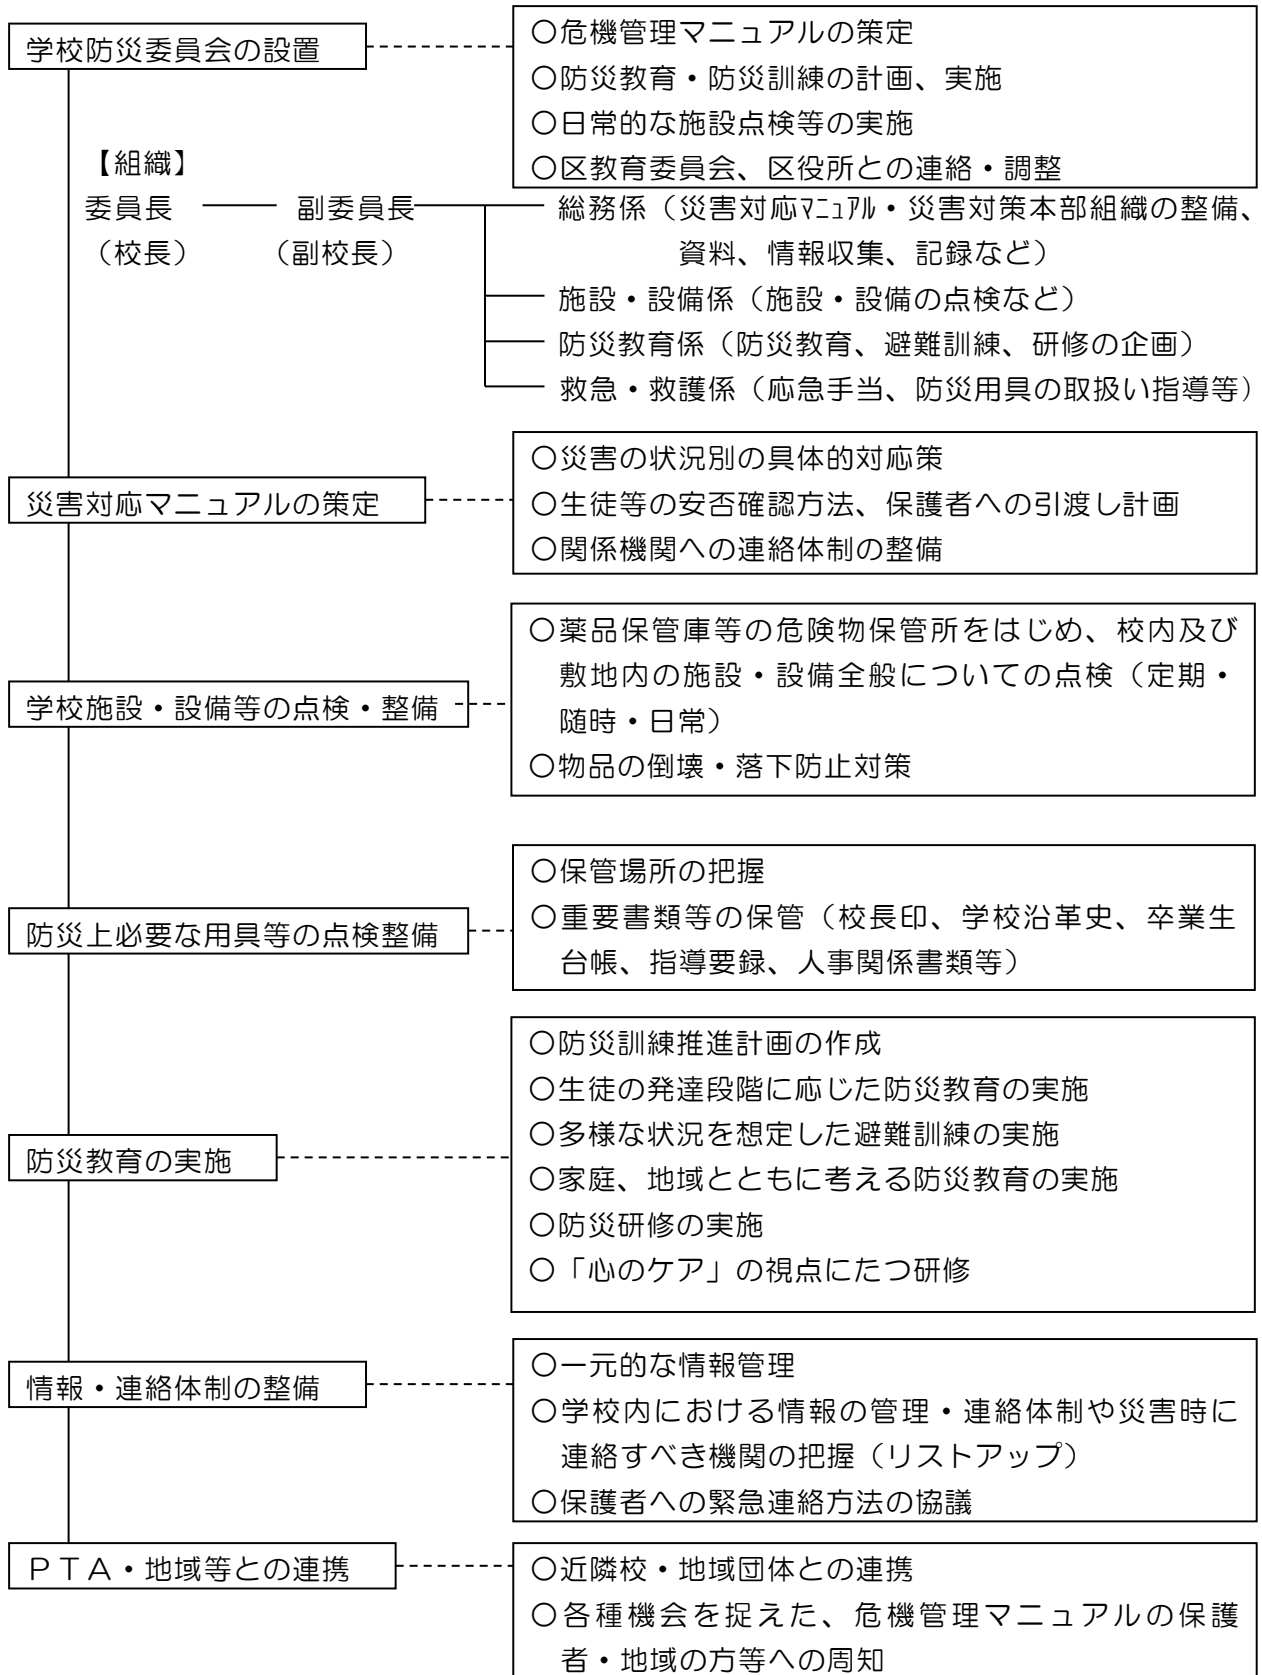 学校防災委員会の設置
〇危機管理マニュアルの策定
〇防災教育・防災訓練の計画、実施
〇日常的な施設点検等の実施
〇区教育委員会、区役所との連絡・調整
【組織】
委員長 副委員長 総務係（災害対応ﾏﾆｭｱﾙ・災害対策本部組織の整備、
（校長） （副校長） 資料、情報収集、記録など）
施設・設備係（施設・設備の点検など）
防災教育係（防災教育、避難訓練、研修の企画）
救急・救護係（応急手当、防災用具の取扱い指導等）
災害対応マニュアルの策定
〇災害の状況別の具体的対応策
〇生徒等の安否確認方法、保護者への引渡し計画
〇関係機関への連絡体制の整備
学校施設・設備等の点検・整備
〇薬品保管庫等の危険物保管所をはじめ、校内及び
敷地内の施設・設備全般についての点検（定期・
随時・日常）
〇物品の倒壊・落下防止対策
防災上必要な用具等の点検整備
〇保管場所の把握
〇重要書類等の保管（校長印、学校沿革史、卒業生
台帳、指導要録、人事関係書類等）
防災教育の実施
〇防災訓練推進計画の作成
〇生徒の発達段階に応じた防災教育の実施
〇多様な状況を想定した避難訓練の実施
〇家庭、地域とともに考える防災教育の実施
〇防災研修の実施
〇「心のケア」の視点にたつ研修
情報・連絡体制の整備
〇一元的な情報管理
〇学校内における情報の管理・連絡体制や災害時に
連絡すべき機関の把握（リストアップ）
〇保護者への緊急連絡方法の協議
ＰＴＡ・地域等との連携
〇近隣校・地域団体との連携
〇各種機会を捉えた、危機管理マニュアルの保護
者・地域の方等への周知